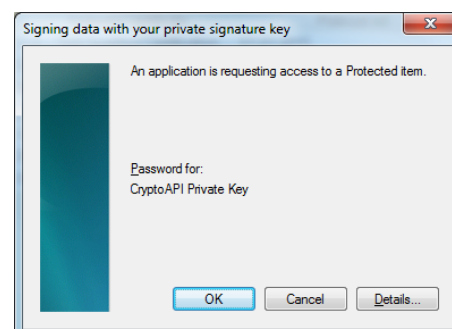 Signing data with your private signature key
An application is requesting access to a Protected item.
Password for:
CryptoAPI Private Key
OK
Cancel
Details...